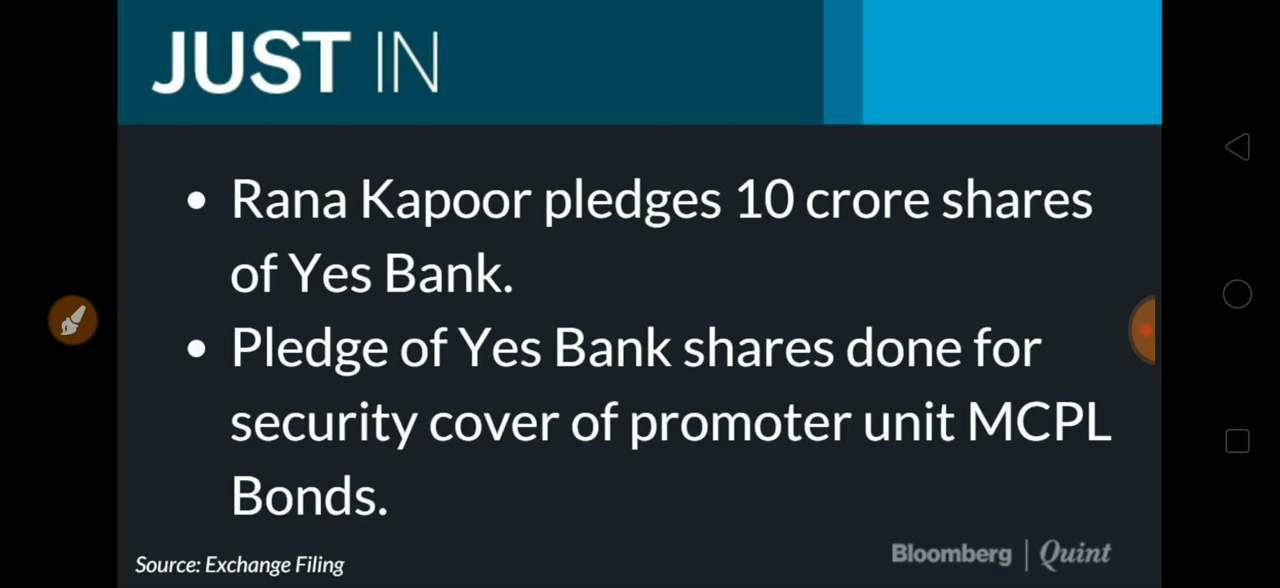 JUST IN
• Rana Kapoor pledges 10 crore shares
of Yes Bank.
• Pledge of Yes Bank shares done for
security cover of promoter unit MCPL
Bonds.
Source: Exchange Filing
Bloomberg | Quint